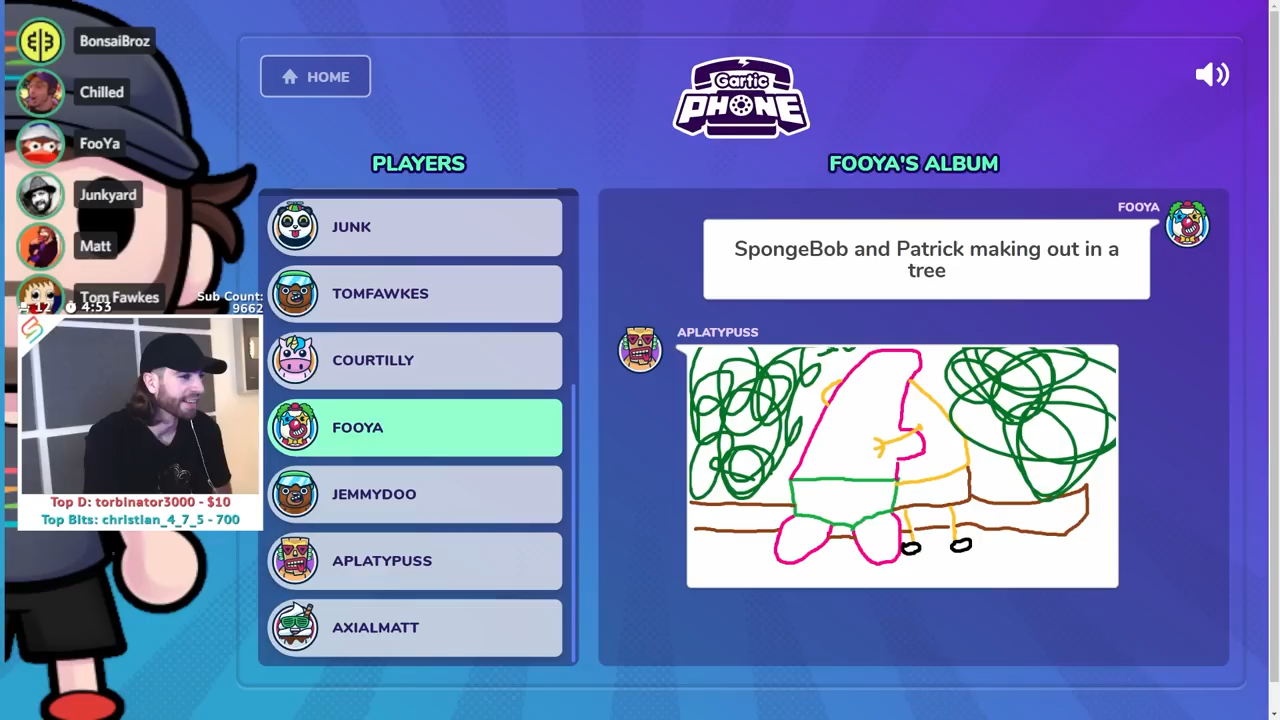 BonsaiBroz
Chilled
FooYa
Junkyard
Matt
Tom Fawkes
12 4:53
Sub Count:
9662
Top D: torbinator3000 - $10
Top Bits: christian_4_7_5 - 700
HOME
Gartic
PHONE
PLAYERS
JUNK
TOMFAWKES
COURTILLY
FOOYA
JEMMYDOO
APLATYPUSS
AXIALMATT
FOOYA'S ALBUM
FOOYA
SpongeBob and Patrick making out in a
tree
APLATYPUSS